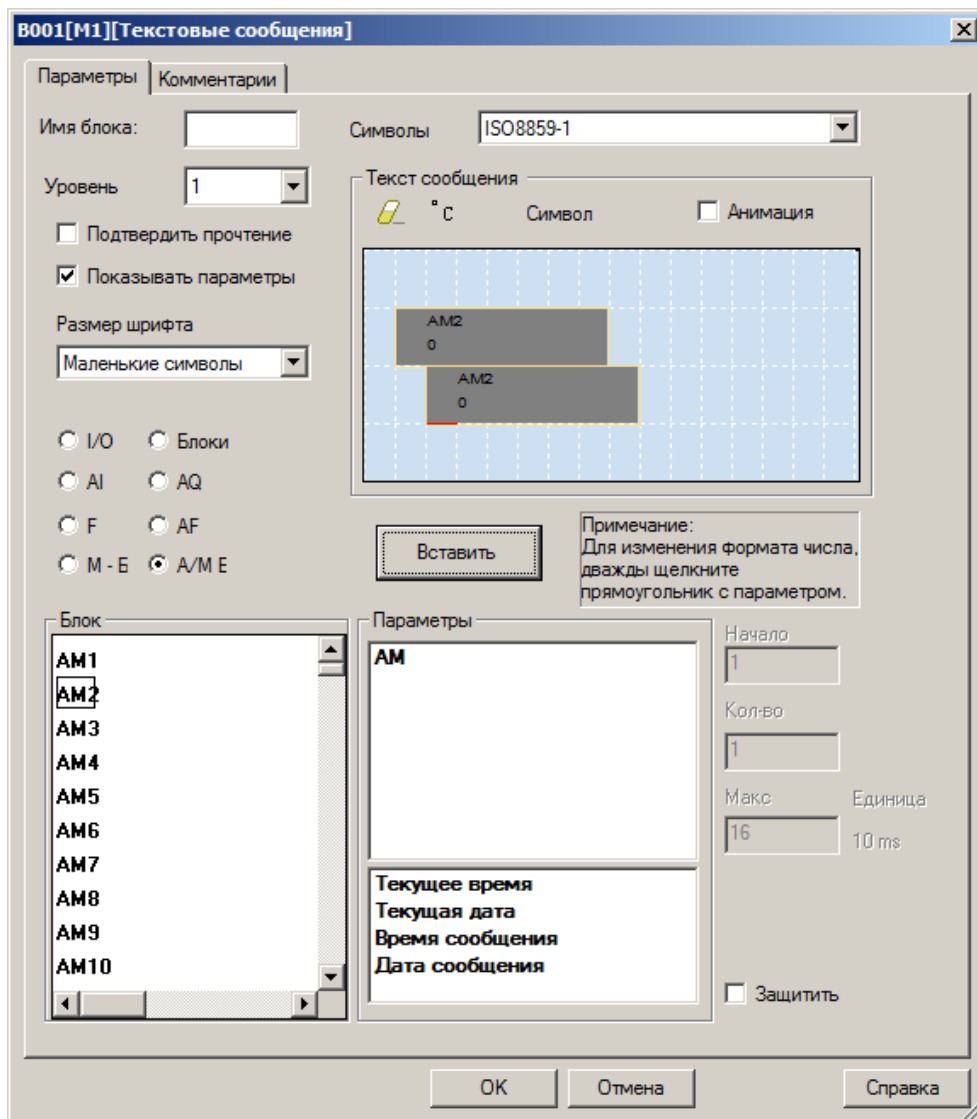 B001[M1][Текстовые сообщения]
Параметры Комментарии
Имя блока:
Символы ISO8859-1
Уровень 1
Текст сообщения
°C Символ Анимация
Подтвердить прочтение
Показывать параметры
Размер шрифта
Маленькие символы
AM2
0
AM2
0
I/O Блоки
AI AQ
F AF
M - Б A/M Е
Вставить
Примечание:
Для изменения формата числа,
дважды щелкните
прямоугольник с параметром.
Блок
AM1
AM2
AM3
AM4
AM5
AM6
AM7
AM8
AM9
AM10
Параметры
AM
Текущее время
Текущая дата
Время сообщения
Дата сообщения
Начало
1
Кол-во
1
Макс Единица
16 10 ms
Защитить
OK Отмена Справка